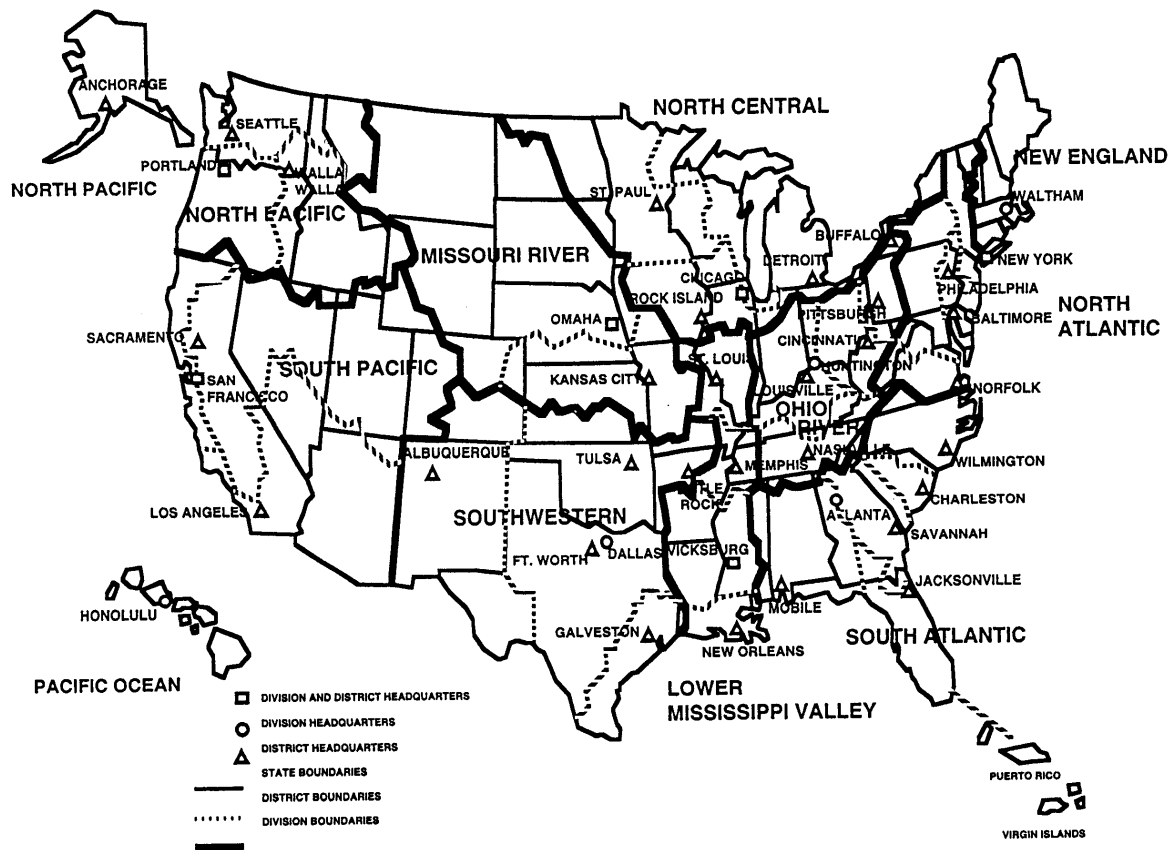 ANCHORAGE
NORTH CENTRAL
SEATTLE
NEW ENGLAND
PORTLAND
WALLA
WALLA
NORTH PACIFIC
ST. PAUL
WALTHAM
NORTH PACIFIC
BUFFALO
MISSOURI RIVER
DETROIT
NEW YORK
CHICAGO
PHILADELPHIA
ROCK ISLAND
NORTH
ATLANTIC
OMAHA
PITTSBURGH
BALTIMORE
SACRAMENTO
CINCINNATI
ST. LOUIS
HUNTINGTON
SOUTH PACIFIC
KANSAS CITY
LOUISVILLE
SAN
FRANCECO
NORFOLK
OHIO
RIVER
ALBUQUERQUE
TULSA
MEMPHIS
NASHVILLE
WILMINGTON
LITTLE
ROCK
CHARLESTON
LOS ANGELES
SOUTHWESTERN
ATLANTA
SAVANNAH
FT. WORTH
DALLAS
VICKSBURG
JACKSONVILLE
HONOLULU
MOBILE
GALVESTON
NEW ORLEANS
SOUTH ATLANTIC
PACIFIC OCEAN
LOWER
MISSISSIPPI VALLEY
DIVISION AND DISTRICT HEADQUARTERS
DIVISION HEADQUARTERS
DISTRICT HEADQUARTERS
STATE BOUNDARIES
DISTRICT BOUNDARIES
DIVISION BOUNDARIES
PUERTO RICO
VIRGIN ISLANDS